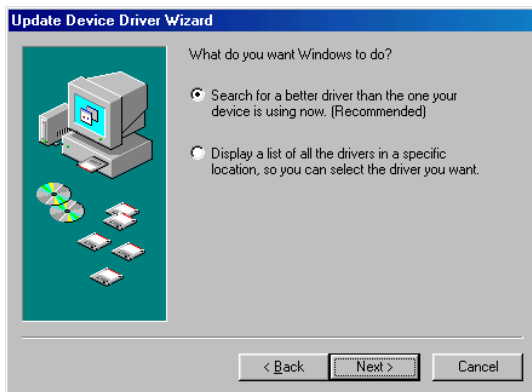 Update Device Driver Wizard
What do you want Windows to do?
Search for a better driver than the one your
device is using now. (Recommended)
Display a list of all the drivers in a specific
location, so you can select the driver you want.
< Back
Next >
Cancel